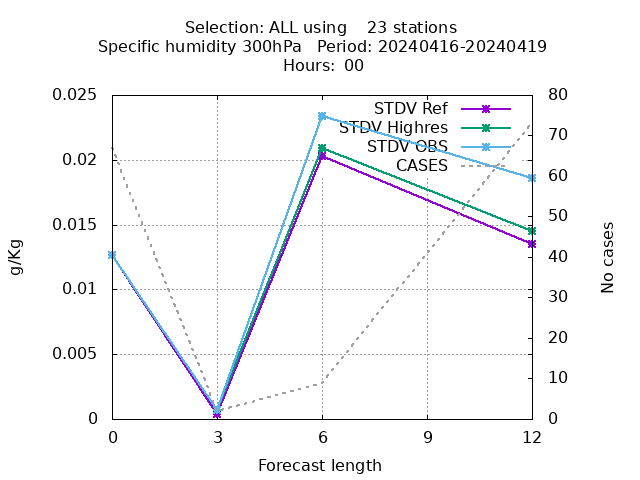 Selection: ALL using    23 stations
Specific humidity 300hPa   Period: 20240416-20240419
Hours: 00
0.025
0.02
0.015
0.01
0.005
0
g/Kg
STDV Ref
STDV Highres
STDV OBS
CASES
80
70
60
50
40
30
20
10
0
No cases
0 3 6 9 12
Forecast length